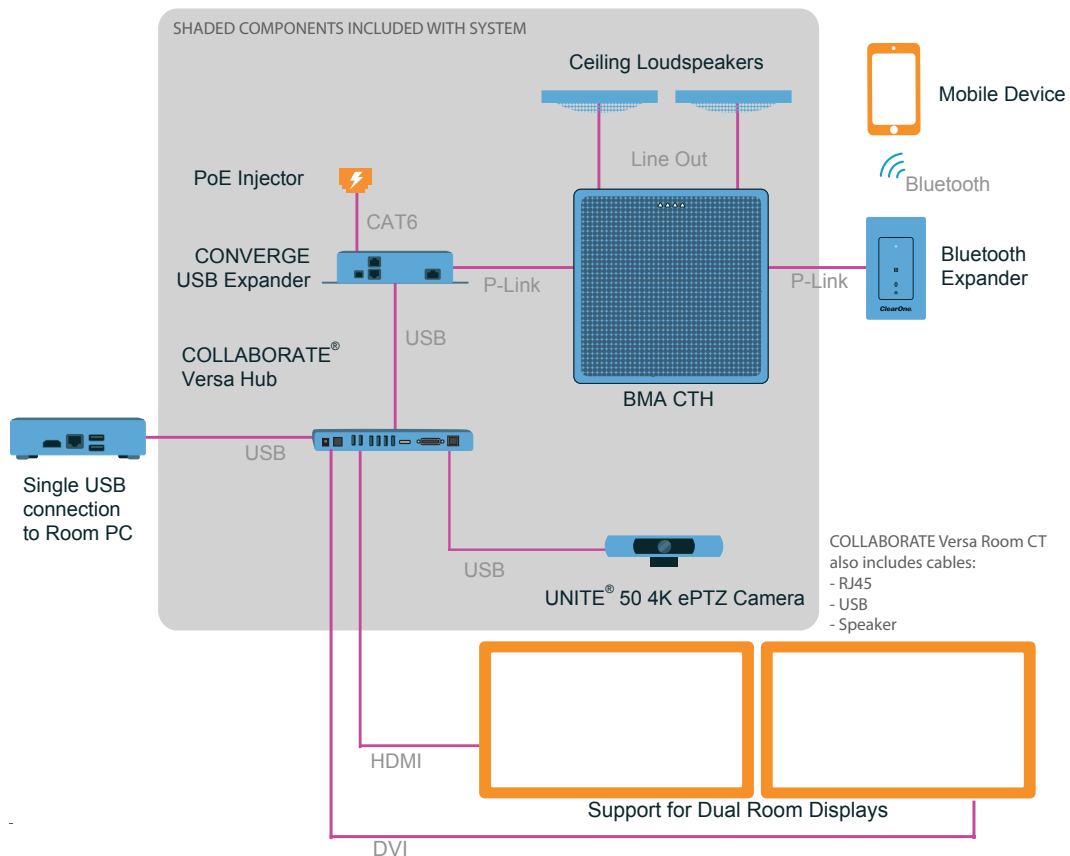 SHADED COMPONENTS INCLUDED WITH SYSTEM
Ceiling Loudspeakers
Mobile Device
Line Out
PoE Injector
Bluetooth
CAT6
CONVERGE
USB Expander
P-Link
P-Link
Bluetooth
Expander
ClearOne.
USB
COLLABORATE®
Versa Hub
BMA CTH
USB
Single USB
connection
to Room PC
USB
UNITE® 50 4K ePTZ Camera
COLLABORATE Versa Room CT
also includes cables:
- RJ45
- USB
- Speaker
HDMI
Support for Dual Room Displays
DVI